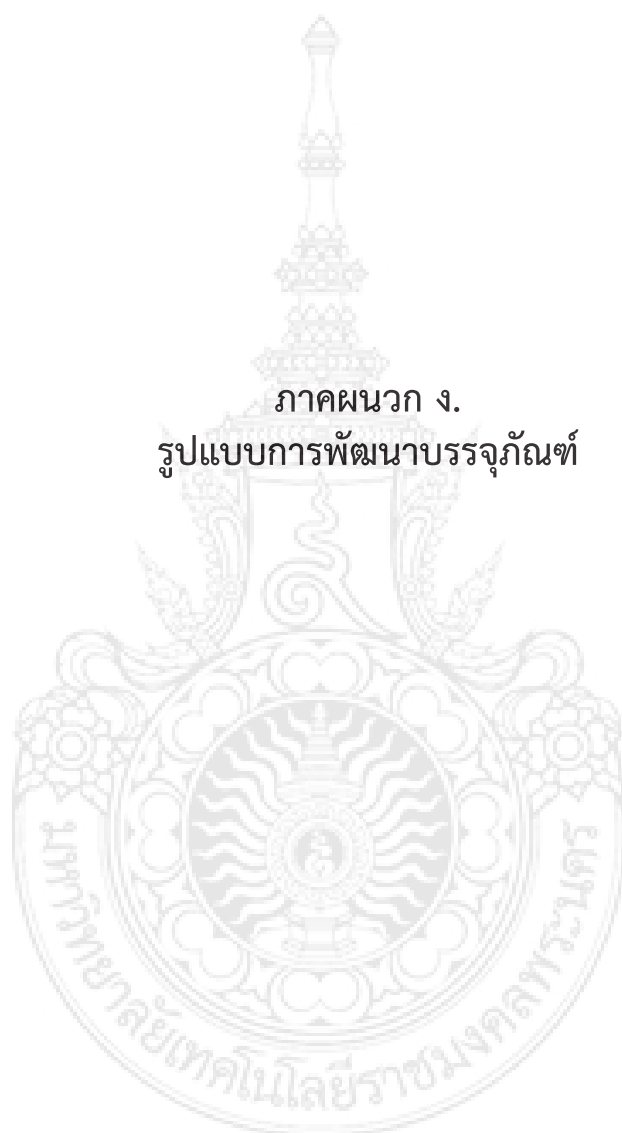 ภาคผนวก ง.
รูปแบบการพัฒนาบรรจุภัณฑ์
มหาวิทยาลัยเทคโนโลยีราชมงคลพระนคร